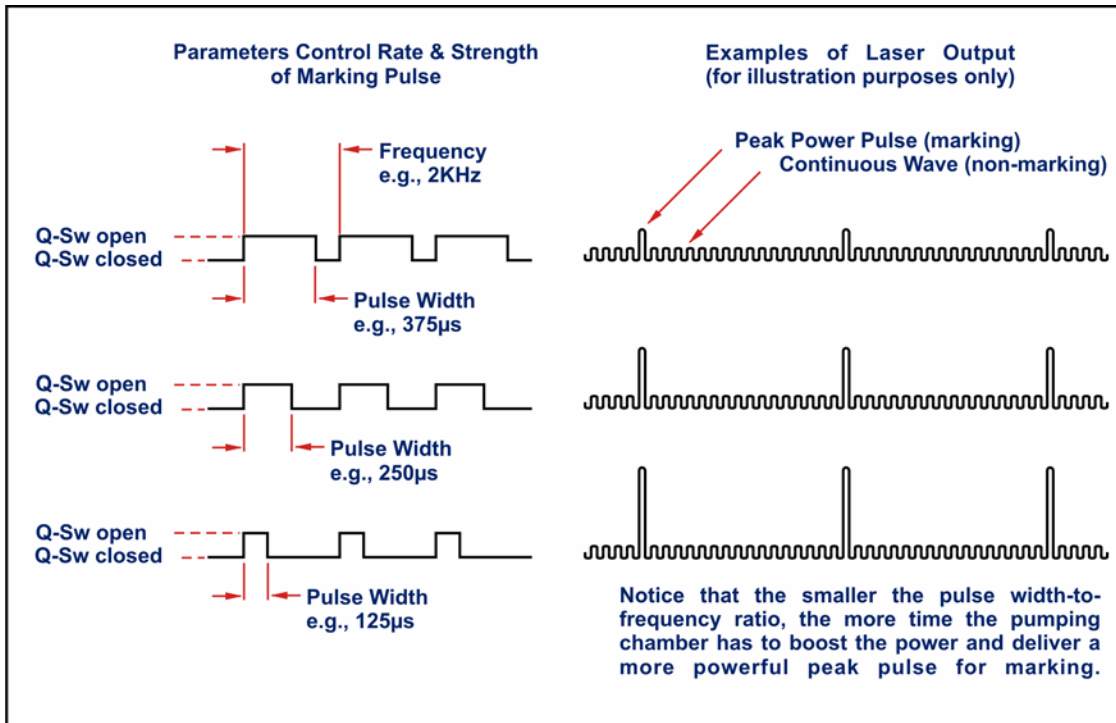 Parameters Control Rate & Strength
of Marking Pulse
Examples of Laser Output
(for illustration purposes only)
Frequency
e.g., 2KHz
Peak Power Pulse (marking)
Continuous Wave (non-marking)
Q-Sw open
Q-Sw closed
Pulse Width
e.g., 375µs
Q-Sw open
Q-Sw closed
Pulse Width
e.g., 250µs
Q-Sw open
Q-Sw closed
Pulse Width
e.g., 125µs
Notice that the smaller the pulse width-to-
frequency ratio, the more time the pumping
chamber has to boost the power and deliver a
more powerful peak pulse for marking.